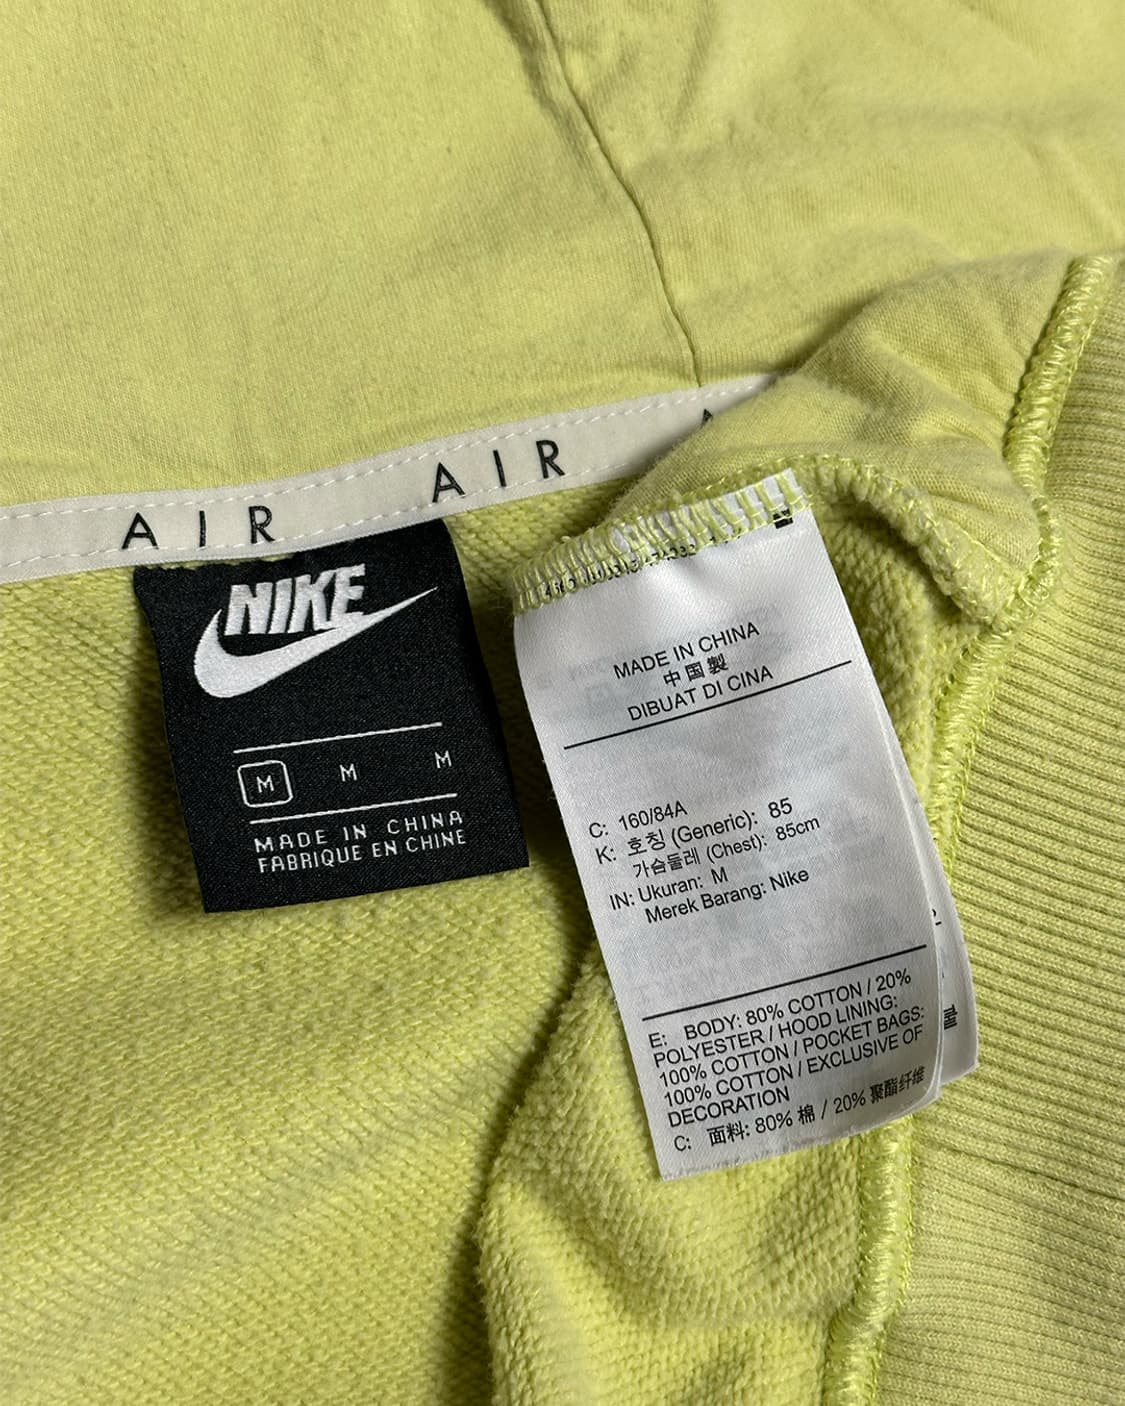 AIR AIR
NIKE
M M M
MADE IN CHINA
FABRIQUE EN CHINE
MADE IN CHINA
中国製
DIBUAT DI CINA
C: 160/84A
K: 호칭 (Generic): 85
가슴둘레 (Chest): 85cm
IN: Ukuran: M
Merek Barang: Nike
E: BODY: 80% COTTON / 20%
POLYESTER / HOOD LINING:
100% COTTON / POCKET BAGS:
100% COTTON / EXCLUSIVE OF
DECORATION
C: 面料: 80% 棉 / 20% 聚酯纤维